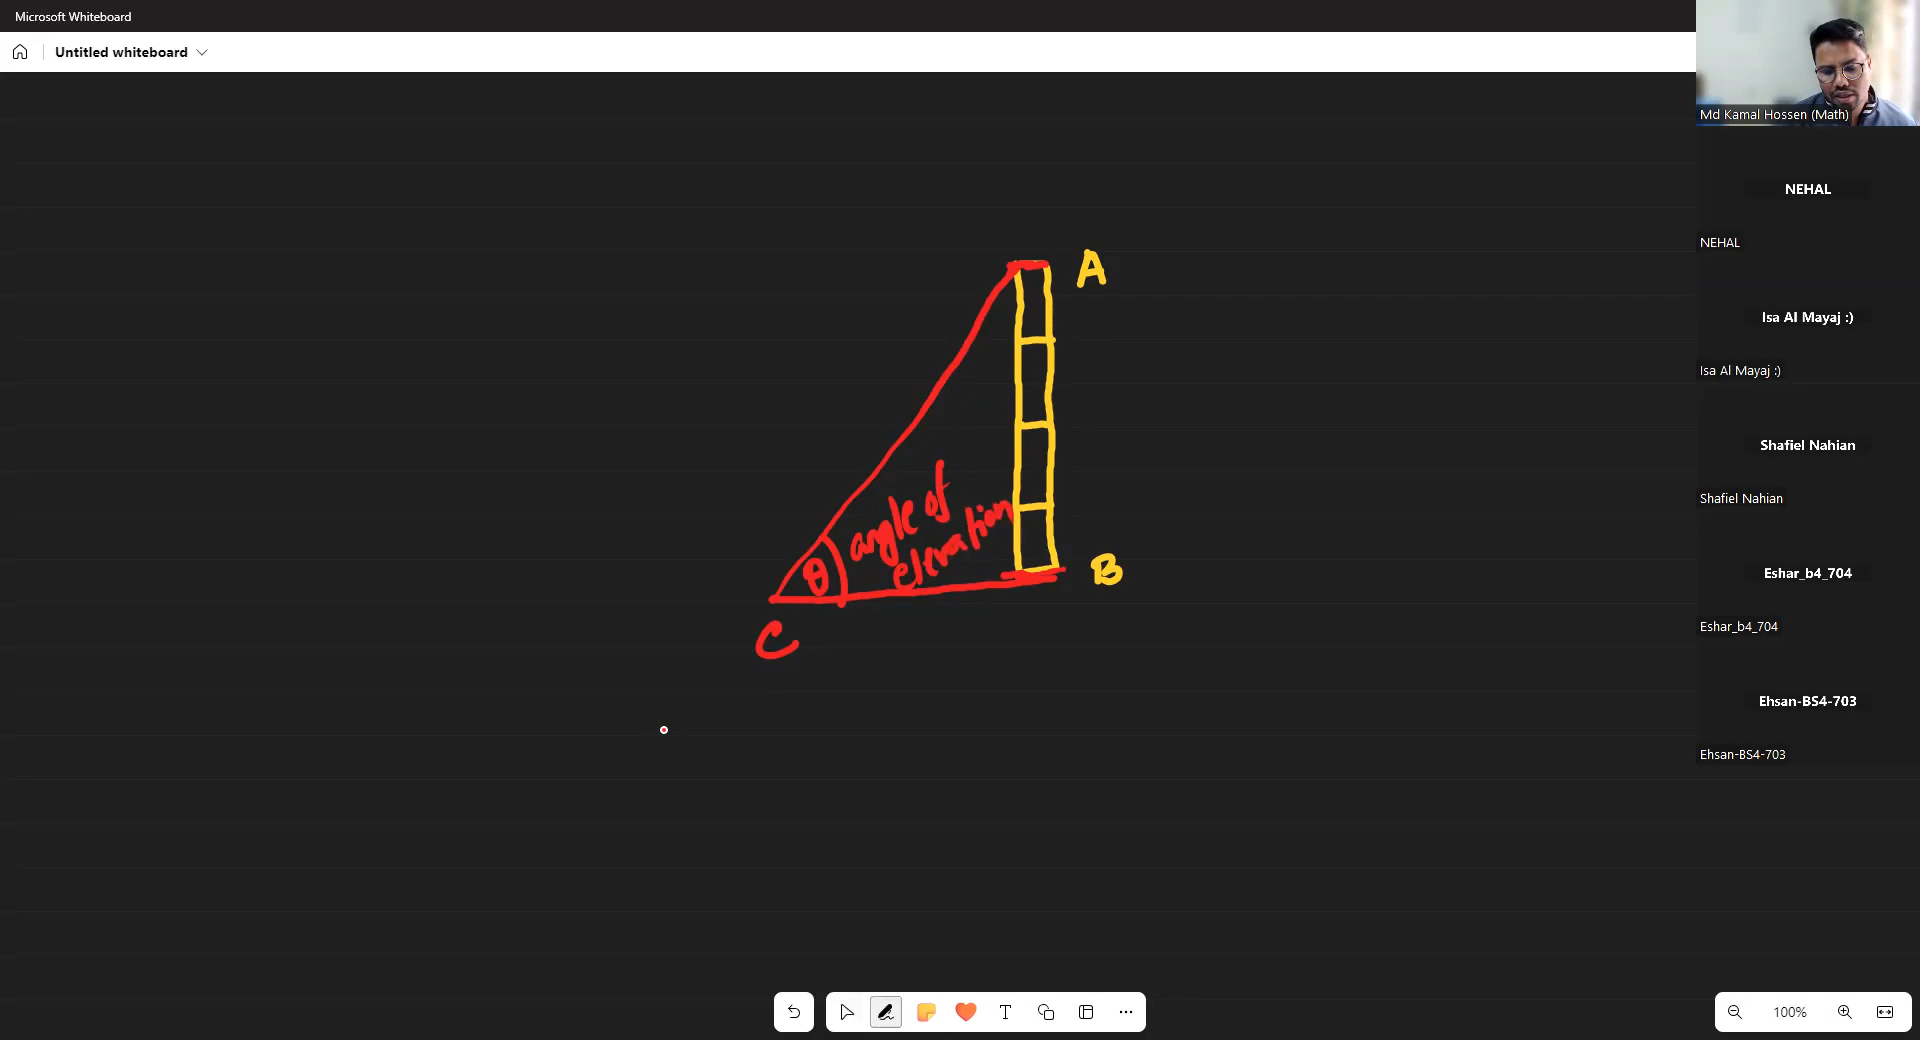 Microsoft Whiteboard
Untitled whiteboard
Md Kamal Hossen (Math)
NEHAL
NEHAL
Isa Al Mayaj :)
Isa Al Mayaj :)
Shafiel Nahian
Shafiel Nahian
Eshar_b4_704
Eshar_b4_704
Ehsan-BS4-703
Ehsan-BS4-703
A
angle of
elevation
θ
B
C
T
100%